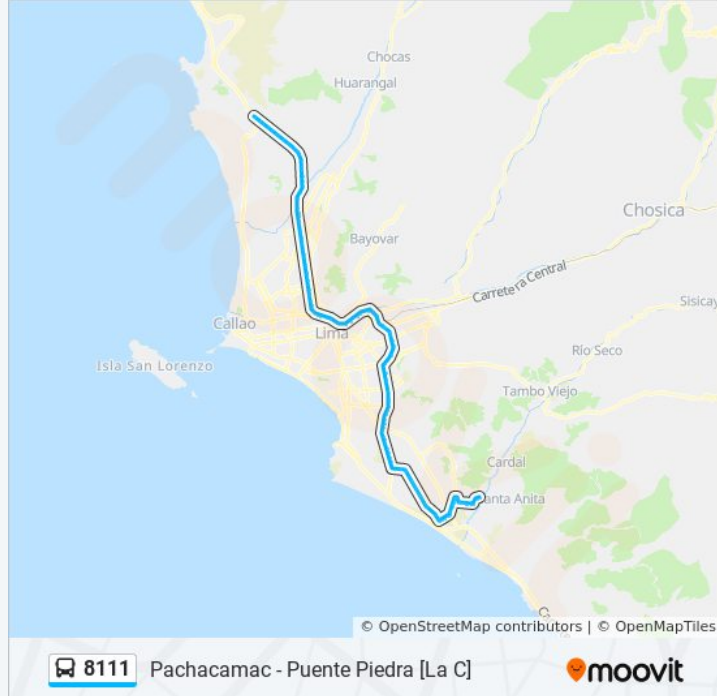 Chocas
Huarangal
Chosica
Bayovar
Carretera Central
Sisicay
Callao
Lima
Río Seco
Isla San Lorenzo
Tambo Viejo
Cardal
anta Anita
© OpenStreetMap contributors | © OpenMapTiles
8111 Pachacamac - Puente Piedra [La C] moovit